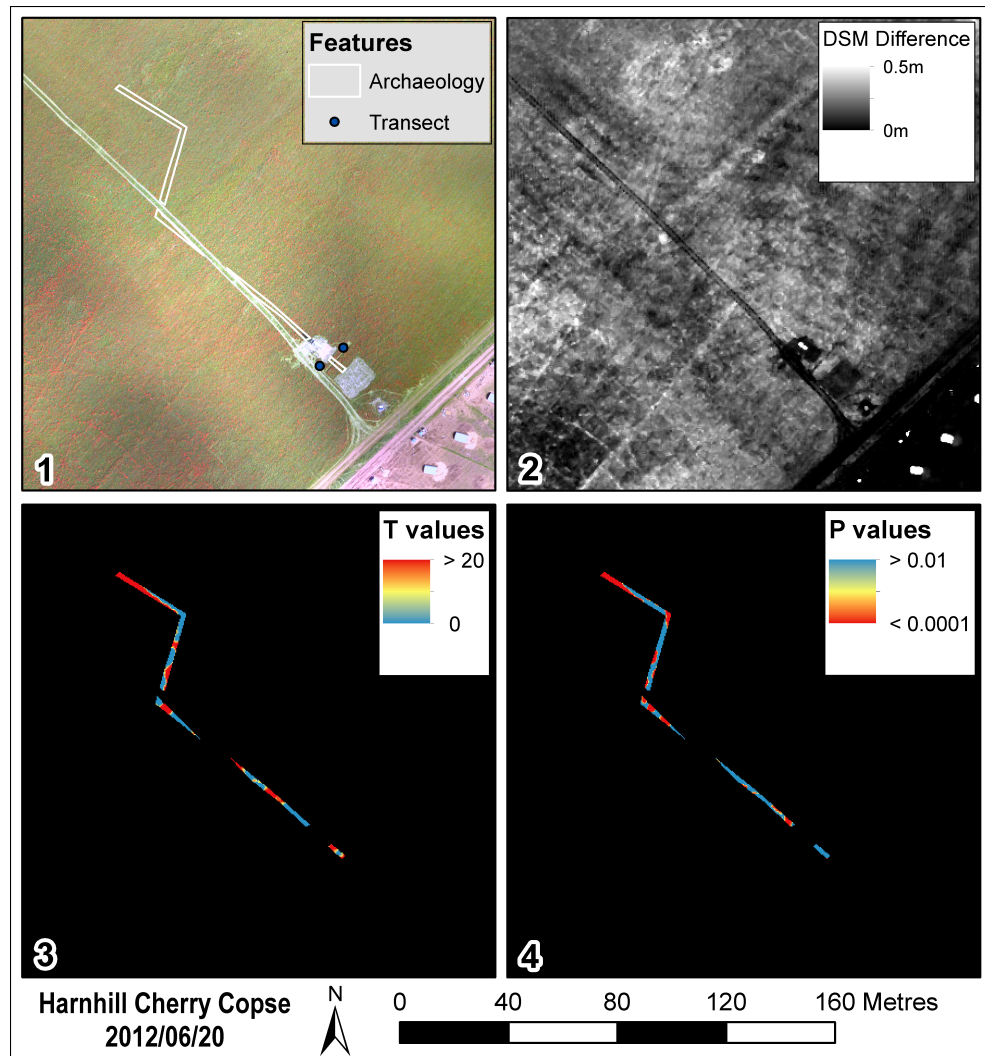 Features
Archaeology
Transect
1
DSM Difference
0.5m
0m
2
T values
> 20
0
3
P values
> 0.01
< 0.0001
4
Harnhill Cherry Copse
2012/06/20
N
0 40 80 120 160 Metres